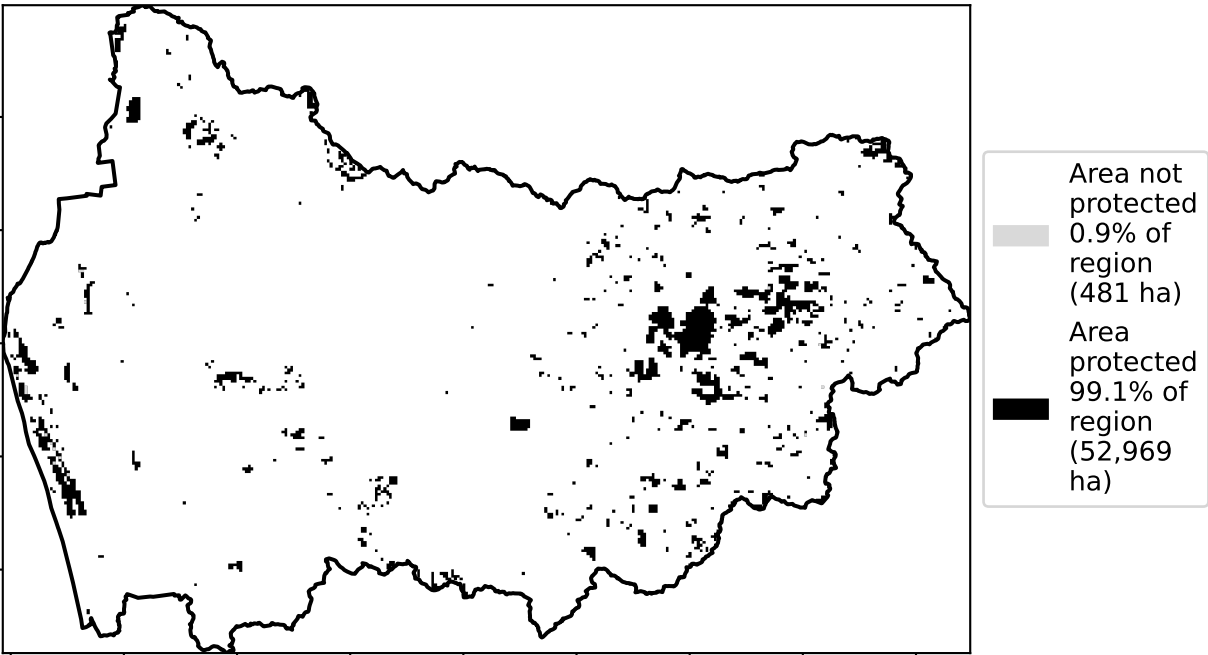 Area not
protected
0.9% of
region
(481 ha)
Area
protected
99.1% of
region
(52,969
ha)